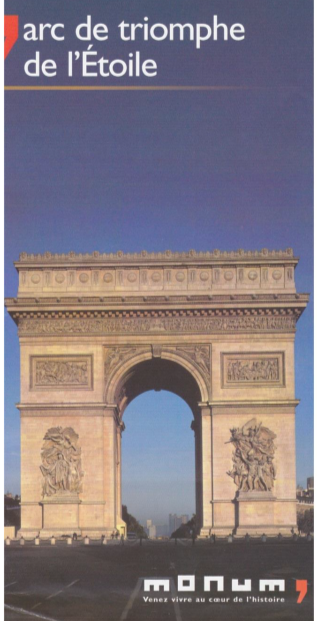 arc de triomphe
de l'Étoile
monum,
Venez vivre au cœur de l'histoire